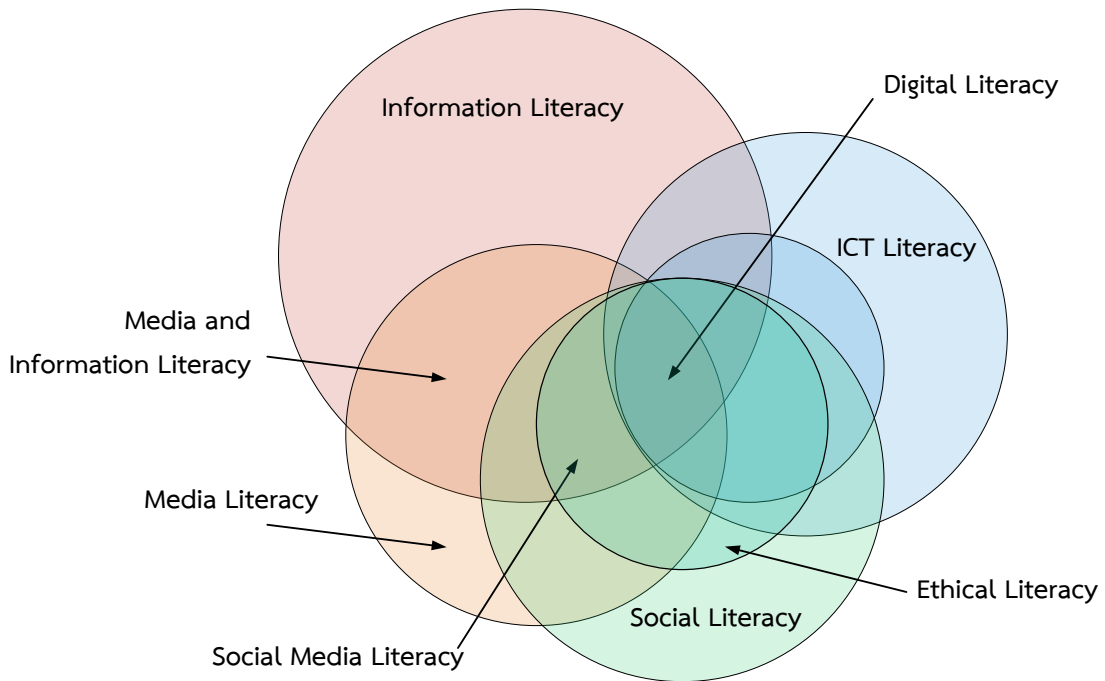 Digital Literacy
Information Literacy
ICT Literacy
Media and
Information Literacy
Media Literacy
Ethical Literacy
Social Literacy
Social Media Literacy